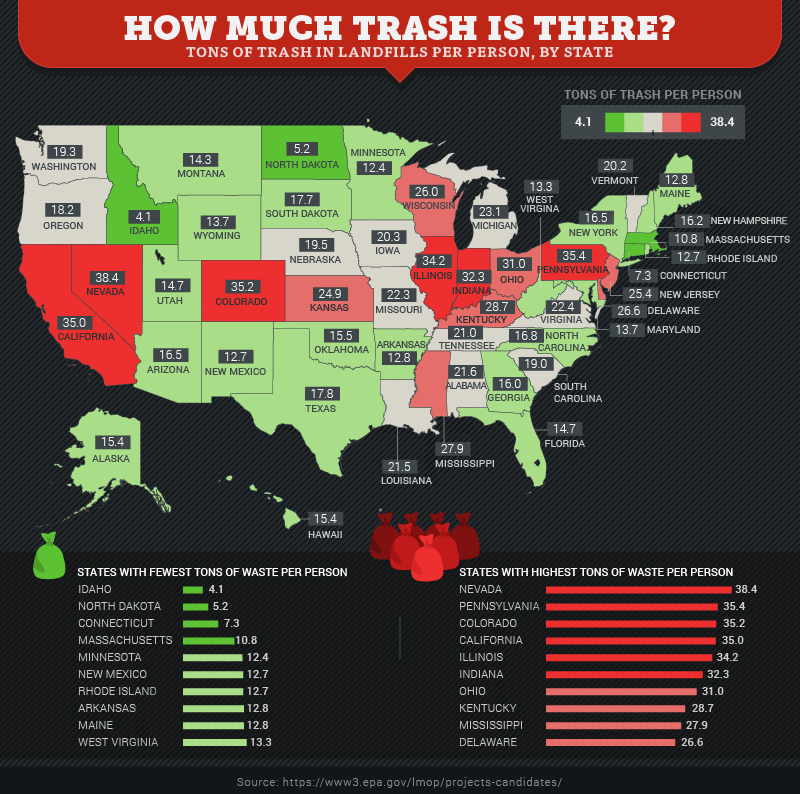 HOW MUCH TRASH IS THERE?
TONS OF TRASH IN LANDFILLS PER PERSON, BY STATE
TONS OF TRASH PER PERSON
4.1 38.4
19.3
WASHINGTON
18.2
OREGON
4.1
IDAHO
14.3
MONTANA
5.2
NORTH DAKOTA
MINNESOTA
12.4
17.7
SOUTH DAKOTA
13.7
WYOMING
26.0
WISCONSIN
23.1
MICHIGAN
13.3
WEST
VIRGINIA
20.2
VERMONT
12.8
MAINE
16.5
NEW YORK
16.2 NEW HAMPSHIRE
10.8 MASSACHUSETTS
12.7 RHODE ISLAND
7.3 CONNECTICUT
25.4 NEW JERSEY
26.6 DELAWARE
13.7 MARYLAND
38.4
NEVADA
35.0
CALIFORNIA
14.7
UTAH
35.2
COLORADO
19.5
NEBRASKA
20.3
IOWA
34.2
ILLINOIS
32.3
INDIANA
31.0
OHIO
35.4
PENNSYLVANIA
24.9
KANSAS
22.3
MISSOURI
28.7
KENTUCKY
22.4
VIRGINIA
16.5
ARIZONA
12.7
NEW MEXICO
15.5
OKLAHOMA
ARKANSAS
12.8
21.0
TENNESSEE
16.8 NORTH
CAROLINA
19.0
SOUTH
CAROLINA
17.8
TEXAS
21.6
ALABAMA
16.0
GEORGIA
14.7
FLORIDA
27.9
MISSISSIPPI
21.5
LOUISIANA
15.4
ALASKA
15.4
HAWAII
STATES WITH FEWEST TONS OF WASTE PER PERSON
IDAHO 4.1
NORTH DAKOTA 5.2
CONNECTICUT 7.3
MASSACHUSETTS 10.8
MINNESOTA 12.4
NEW MEXICO 12.7
RHODE ISLAND 12.7
ARKANSAS 12.8
MAINE 12.8
WEST VIRGINIA 13.3
STATES WITH HIGHEST TONS OF WASTE PER PERSON
NEVADA 38.4
PENNSYLVANIA 35.4
COLORADO 35.2
CALIFORNIA 35.0
ILLINOIS 34.2
INDIANA 32.3
OHIO 31.0
KENTUCKY 28.7
MISSISSIPPI 27.9
DELAWARE 26.6
Source: https://www3.epa.gov/lmop/projects-candidates/